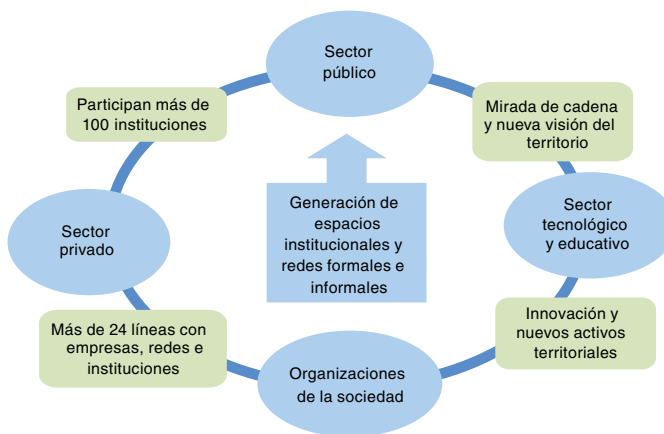 Sector
público
Participan más de
100 instituciones
Mirada de cadena
y nueva visión del
territorio
Sector
privado
Generación de
espacios
institucionales y
redes formales e
informales
Sector
tecnológico
y educativo
Más de 24 líneas con
empresas, redes e
instituciones
Innovación y
nuevos activos
territoriales
Organizaciones
de la sociedad